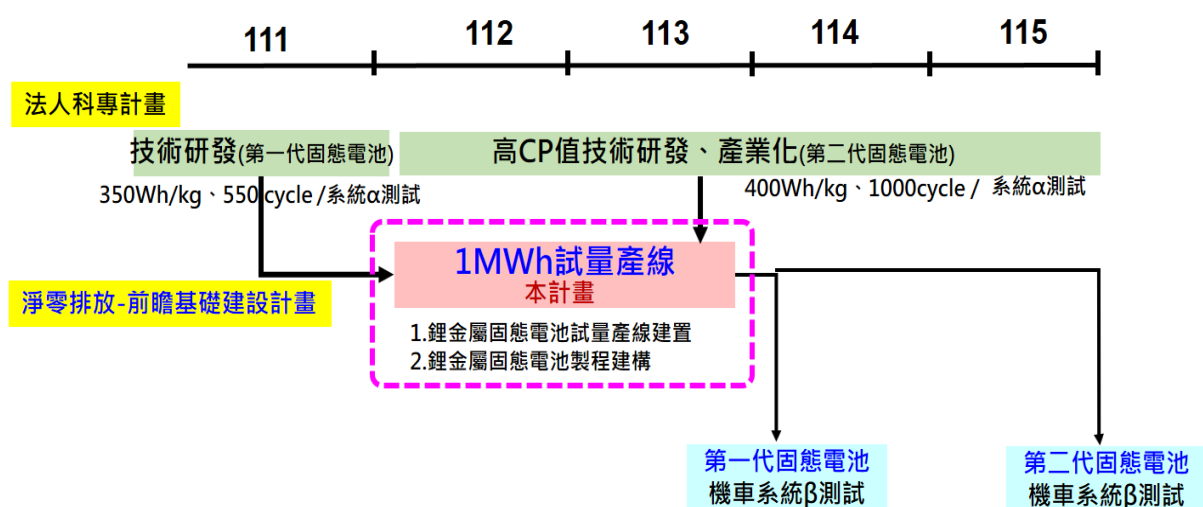 111 112 113 114 115
法人科專計畫
技術研發(第一代固態電池) 高CP值技術研發、產業化(第二代固態電池)
350Wh/kg、550 cycle /系統α測試 400Wh/kg、1000cycle / 系統α測試
1MWh試量產線
本計畫
淨零排放-前瞻基礎建設計畫
1.鋰金屬固態電池試量產線建置
2.鋰金屬固態電池製程建構
第一代固態電池
機車系統β測試
第二代固態電池
機車系統β測試